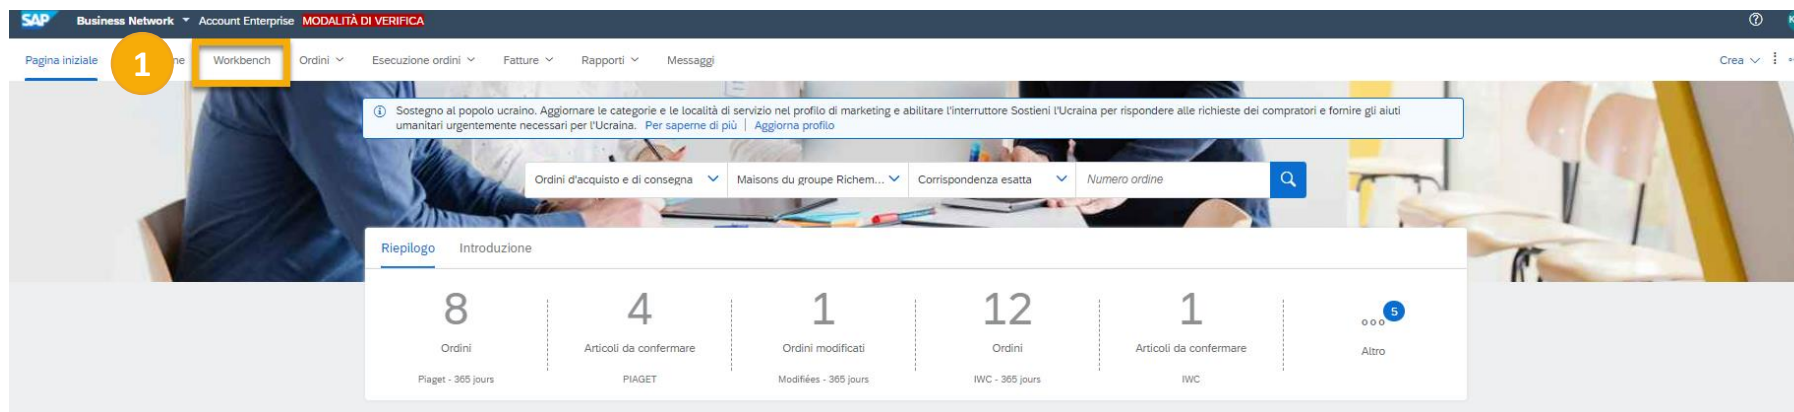 SAP Business Network Account Enterprise MODALITÀ DI VERIFICA
Pagina iniziale 1 Workbench Ordini Esecuzione ordini Fatture Rapporti Messaggi Crea
Sostegno al popolo ucraino. Aggiornare le categorie e le località di servizio nel profilo di marketing e abilitare l'interruttore Sostieni l'Ucraina per rispondere alle richieste dei compratori e fornire gli aiuti
umanitari urgentemente necessari per l'Ucraina. Per saperne di più | Aggiorna profilo
Ordini d'acquisto e di consegna Maisons du groupe Richem... Corrispondenza esatta Numero ordine
Riepilogo Introduzione
8 4 1 12 1 5
Ordini Articoli da confermare Ordini modificati Ordini Articoli da confermare Altro
Piaget - 365 jours PIAGET Modifiées - 365 jours IWC - 365 jours IWC